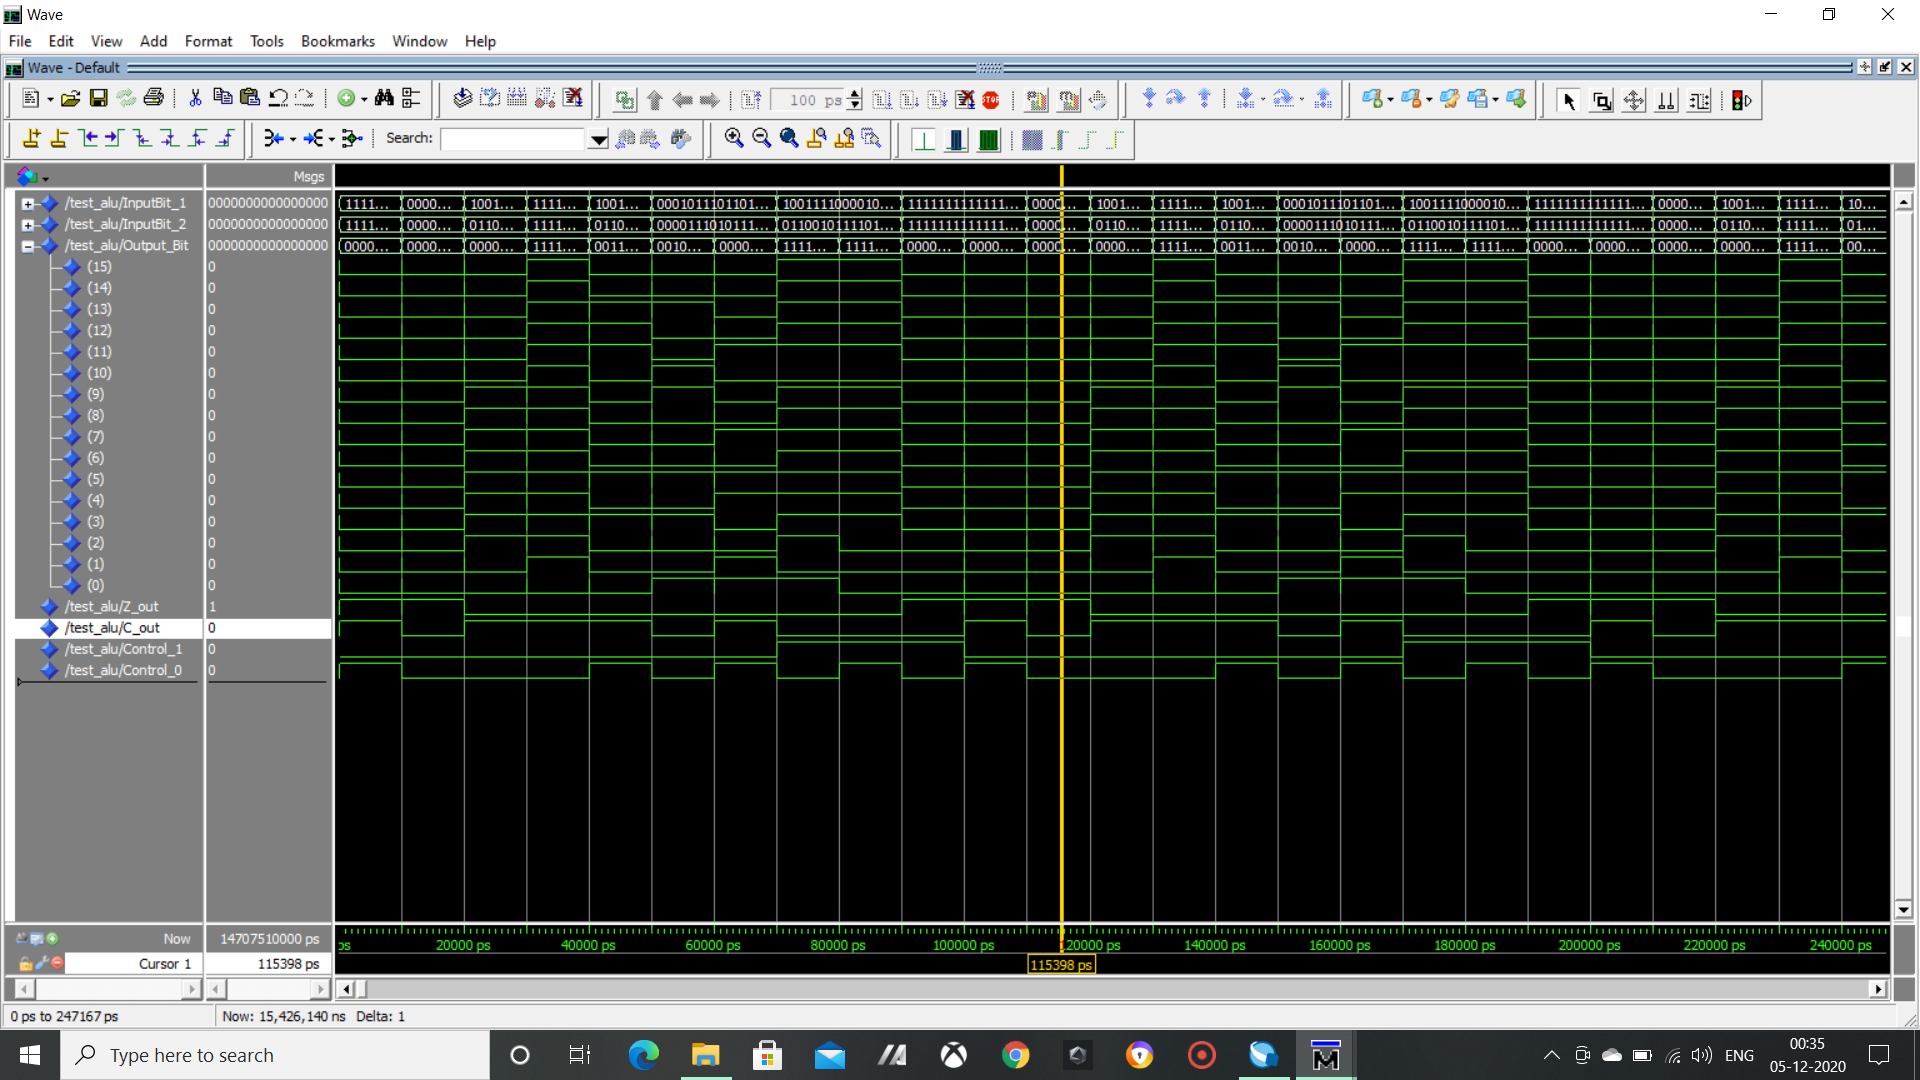 Wave
File Edit View Add Format Tools Bookmarks Window Help
Wave - Default
100 ps
STOP
Search:
Msgs
/test_alu/InputBit_1 0000000000000000 1111... 0000... 1001... 1111... 1001... 0001011101101... 1001111000010... 1111111111111... 0000... 1001... 1111... 1001... 0001011101101... 1001111000010... 1111111111111... 0000... 1001... 1111... 10...
/test_alu/InputBit_2 0000000000000000 1111... 0000... 0110... 1111... 0110... 0000111010111... 0110010111101... 1111111111111... 0000... 0110... 1111... 0110... 0000111010111... 0110010111101... 1111111111111... 0000... 0110... 1111... 01...
/test_alu/Output_Bit 0000000000000000 0000... 0000... 0000... 1111... 0011... 0010... 0000... 1111... 1111... 0000... 0000... 0000... 0000... 1111... 0011... 0010... 0000... 1111... 1111... 0000... 0000... 0000... 0000... 1111... 00...
(15) 0
(14) 0
(13) 0
(12) 0
(11) 0
(10) 0
(9) 0
(8) 0
(7) 0
(6) 0
(5) 0
(4) 0
(3) 0
(2) 0
(1) 0
(0) 0
/test_alu/Z_out 1
/test_alu/C_out 0
/test_alu/Control_1 0
/test_alu/Control_0 0
Now 14707510000 ps ps 20000 ps 40000 ps 60000 ps 80000 ps 100000 ps 120000 ps 140000 ps 160000 ps 180000 ps 200000 ps 220000 ps 240000 ps
Cursor 1 115398 ps 115398 ps
0 ps to 247167 ps Now: 15,426,140 ns Delta: 1
Type here to search
ENG
00:35
05-12-2020